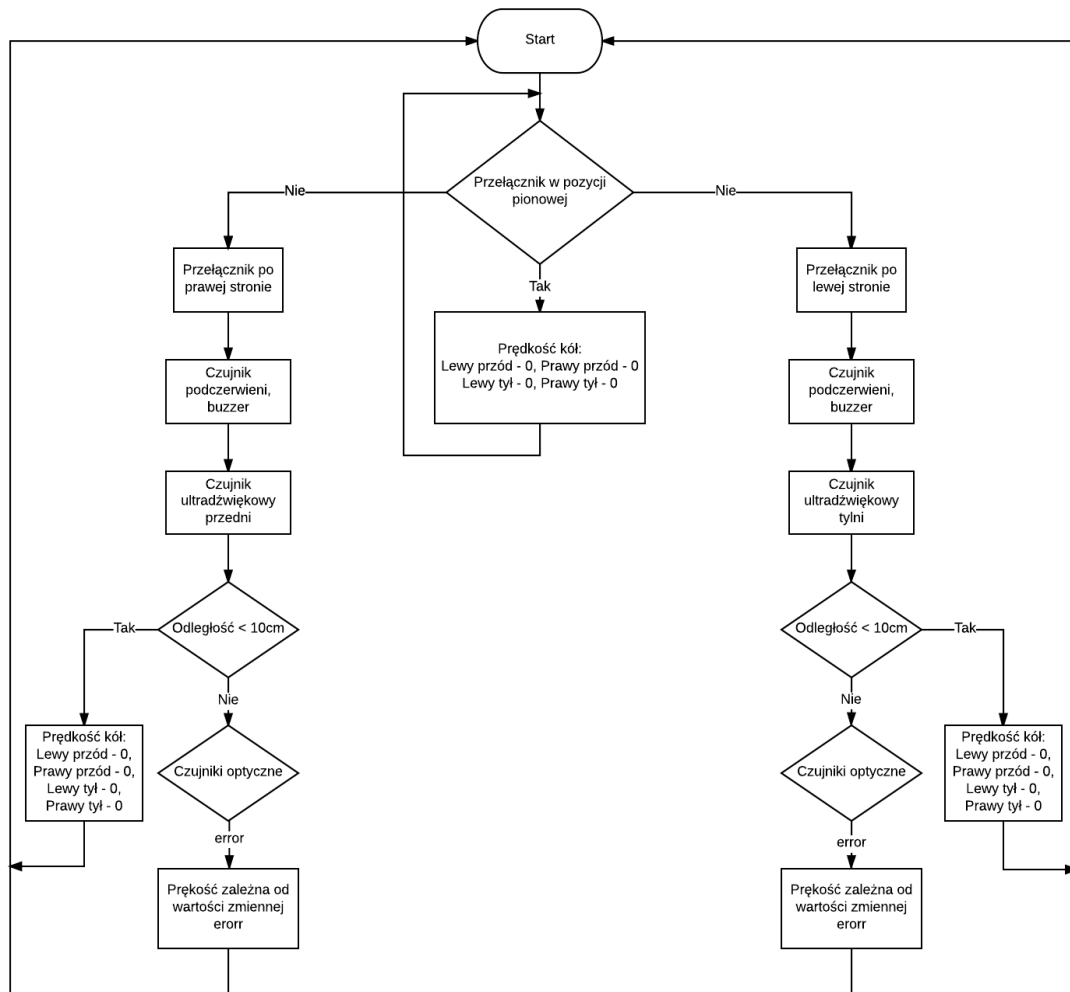 Start
Przełącznik w pozycji
pionowej
Nie
Nie
Tak
Przełącznik po
prawej stronie
Przełącznik po
lewej stronie
Prędkość kół:
Lewy przód - 0, Prawy przód - 0
Lewy tył - 0, Prawy tył - 0
Czujnik
podczerwieni,
buzzer
Czujnik
podczerwieni,
buzzer
Czujnik
ultradźwiękowy
przedni
Czujnik
ultradźwiękowy
tylni
Odległość < 10cm
Tak
Nie
Odległość < 10cm
Tak
Nie
Prędkość kół:
Lewy przód - 0,
Prawy przód - 0,
Lewy tył - 0,
Prawy tył - 0
Czujniki optyczne
Czujniki optyczne
Prędkość kół:
Lewy przód - 0,
Prawy przód - 0,
Lewy tył - 0,
Prawy tył - 0
error
error
Prękość zależna od
wartości zmiennej
erorr
Prękość zależna od
wartości zmiennej
erorr